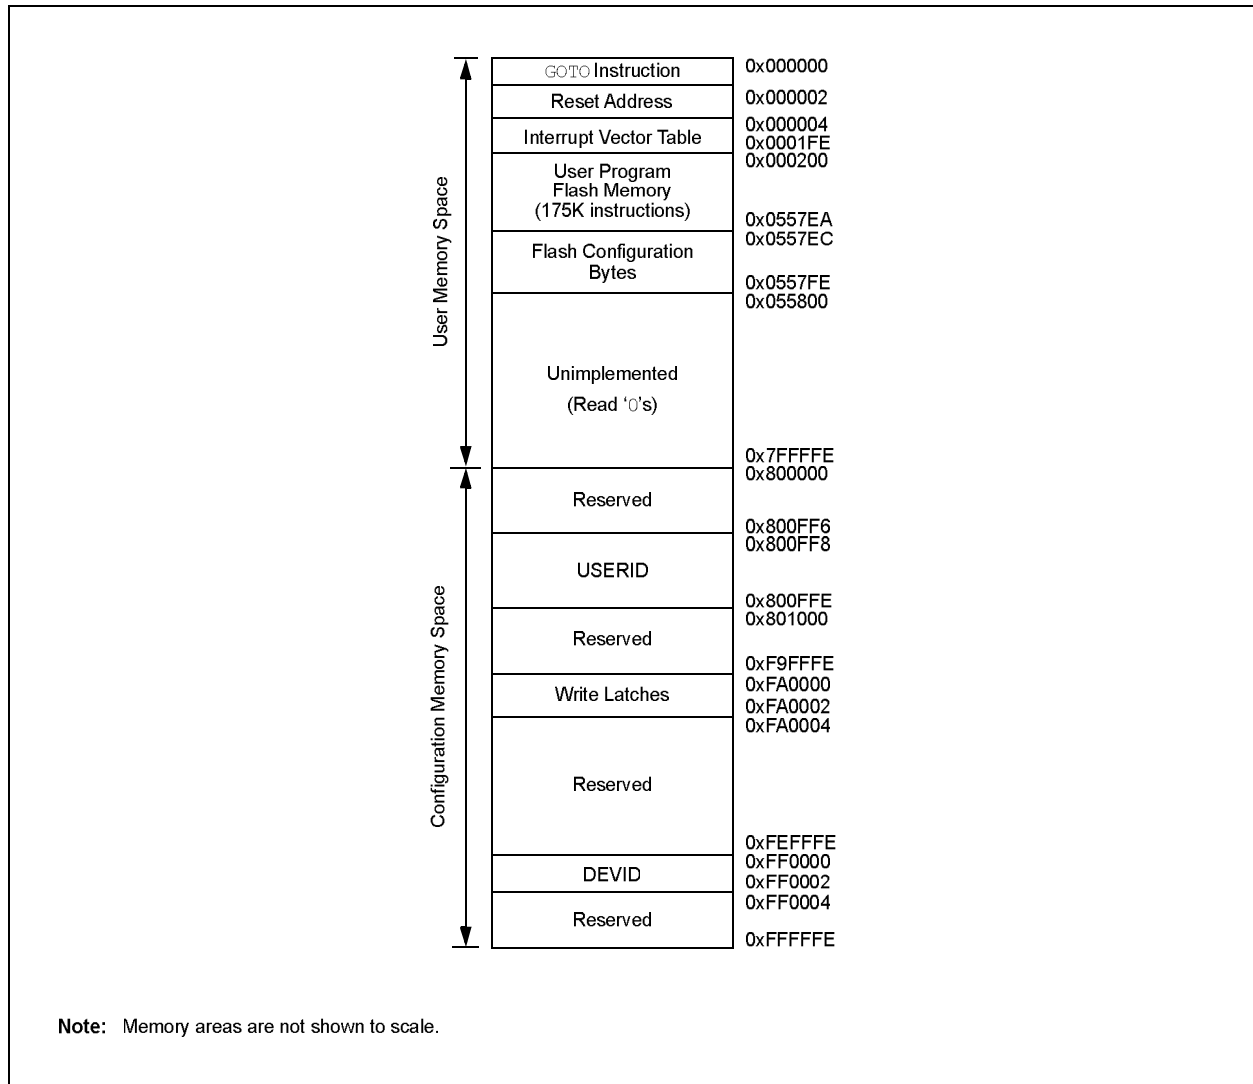 GOTO Instruction 0x000000
Reset Address 0x000002
0x000004
Interrupt Vector Table 0x0001FE
0x000200
User Program
Flash Memory
(175K instructions)
0x0557EA
0x0557EC
Flash Configuration
Bytes
0x0557FE
0x055800
User Memory Space
Unimplemented
(Read ‘0’s)
0x7FFFFE
0x800000
Reserved
0x800FF6
0x800FF8
USERID
0x800FFE
0x801000
Reserved
0xF9FFFE
Write Latches
0xFA0000
0xFA0002
0xFA0004
Configuration Memory Space
Reserved
0xFEFFFE
0xFF0000
DEVID
0xFF0002
0xFF0004
Reserved
0xFFFFFE
Note: Memory areas are not shown to scale.